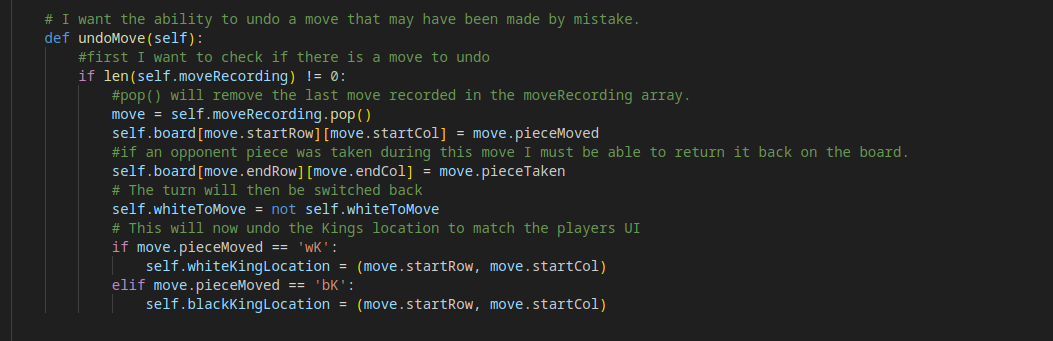 # I want the ability to undo a move that may have been made by mistake.
def undoMove(self):
    #first I want to check if there is a move to undo
    if len(self.moveRecording) != 0:
        #pop() will remove the last move recorded in the moveRecording array.
        move = self.moveRecording.pop()
        self.board[move.startRow][move.startCol] = move.pieceMoved
        #if an opponent piece was taken during this move I must be able to return it back on the board.
        self.board[move.endRow][move.endCol] = move.pieceTaken
        # The turn will then be switched back
        self.whiteToMove = not self.whiteToMove
        # This will now undo the Kings location to match the players UI
        if move.pieceMoved == 'wK':
            self.whiteKingLocation = (move.startRow, move.startCol)
        elif move.pieceMoved == 'bK':
            self.blackKingLocation = (move.startRow, move.startCol)